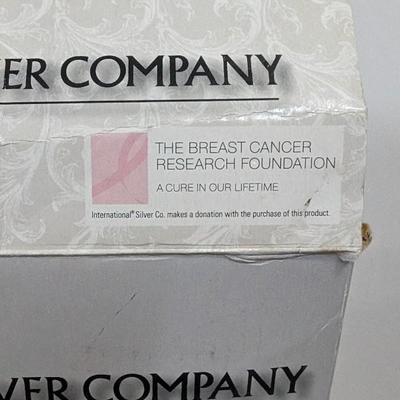 VER COMPANY
THE BREAST CANCER
RESEARCH FOUNDATION
A CURE IN OUR LIFETIME
International® Silver Co. makes a donation with the purchase of this product.
VER COMPANY